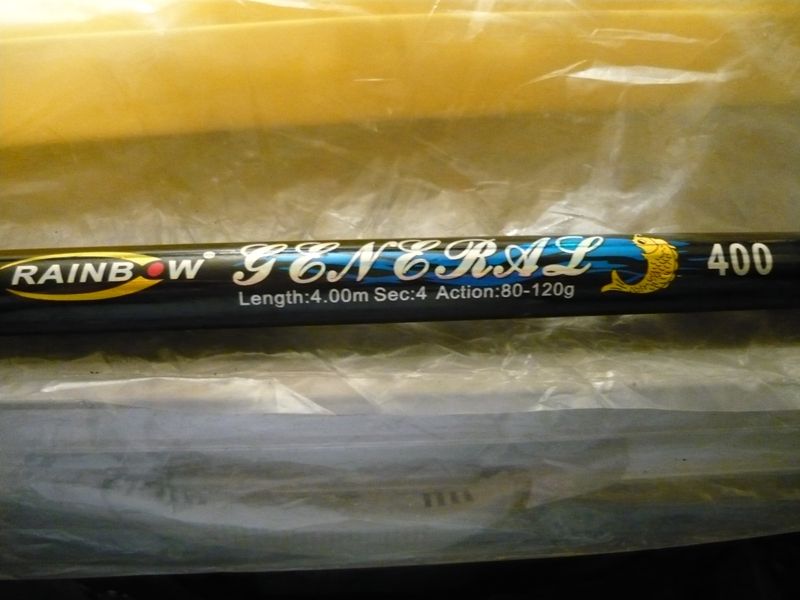 RAINBOW® GENERAL 400
Length:4.00m Sec:4 Action:80-120g